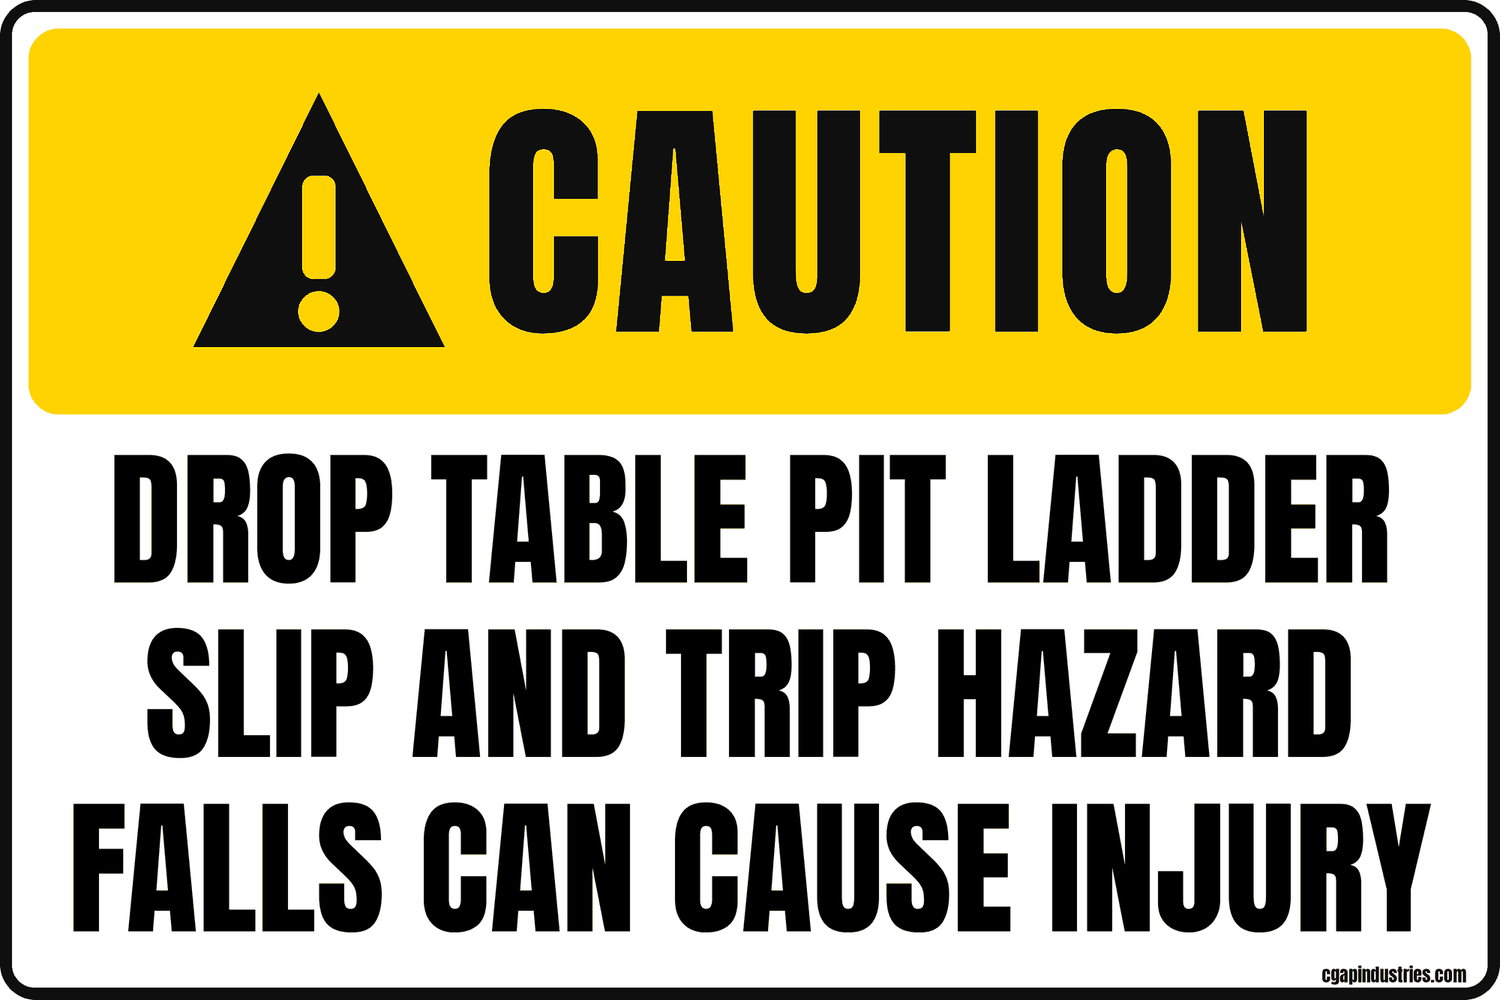 CAUTION
DROP TABLE PIT LADDER
SLIP AND TRIP HAZARD
FALLS CAN CAUSE INJURY
cgapindustries.com